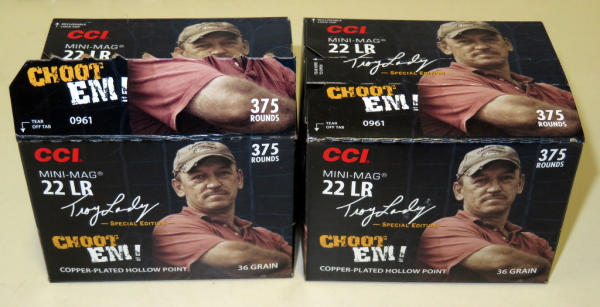 CCI
MINI-MAG®
22 LR
CHOOT
EM!
375
ROUNDS
TEAR
OFF TAB
0961
CCI
MINI-MAG®
22 LR
375
ROUNDS
Troy Landry
SPECIAL EDITION
CHOOT
EM!
COPPER-PLATED HOLLOW POINT
36 GRAIN
CCI
MINI-MAG®
22 LR
Troy Landry
SPECIAL EDITION
CHOOT
EM!
375
ROUNDS
TEAR
OFF TAB
0961
CCI
MINI-MAG®
22 LR
375
ROUNDS
Troy Landry
SPECIAL EDITION
CHOOT
EM!
COPPER-PLATED HOLLOW POINT
36 GRAIN